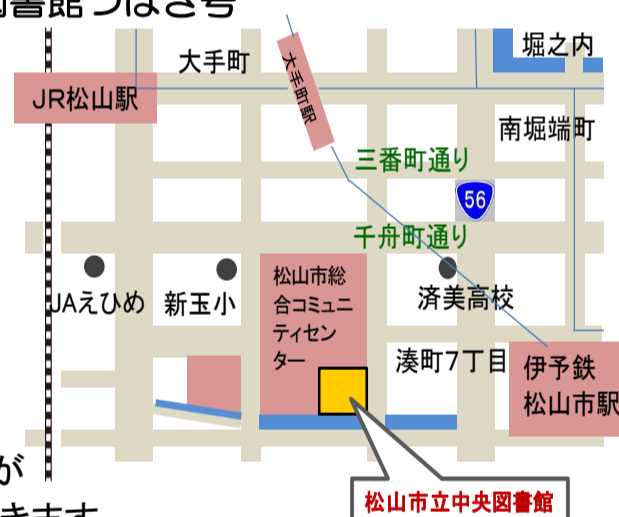 図書館つばさ号
堀之内
大手町
大手町駅
JR松山駅
南堀端町
三番町通り
56
千舟町通り
松山市総
合コミュニ
ティセン
ター
JAえひめ
新玉小
済美高校
湊町7丁目
伊予鉄
松山市駅
が
きます
松山市立中央図書館